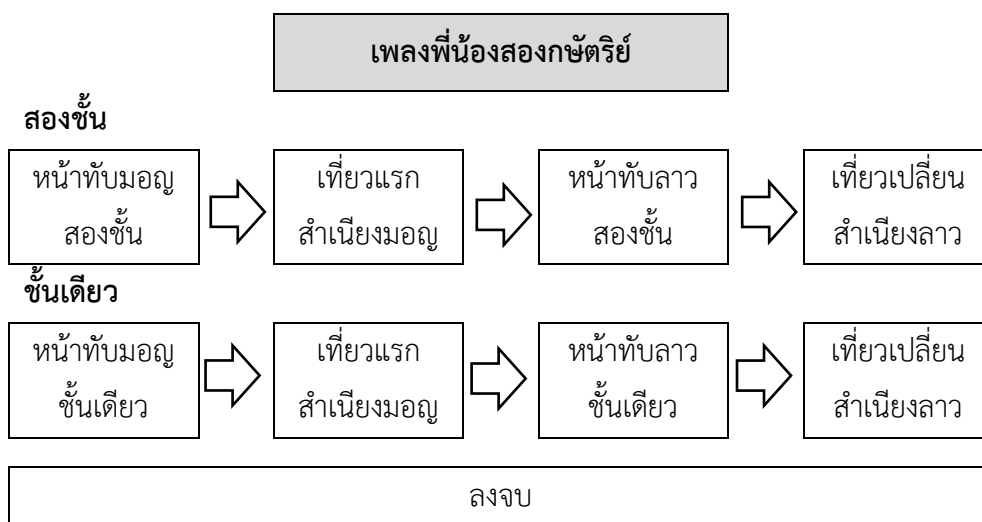 เพลงพี่น้องสองกษัตริย์
สองชั้น
หน้าทับมอญ
สองชั้น
เที่ยวแรก
สำเนียงมอญ
หน้าทับลาว
สองชั้น
เที่ยวเปลี่ยน
สำเนียงลาว
ชั้นเดียว
หน้าทับมอญ
ชั้นเดียว
เที่ยวแรก
สำเนียงมอญ
หน้าทับลาว
ชั้นเดียว
เที่ยวเปลี่ยน
สำเนียงลาว
ลงจบ